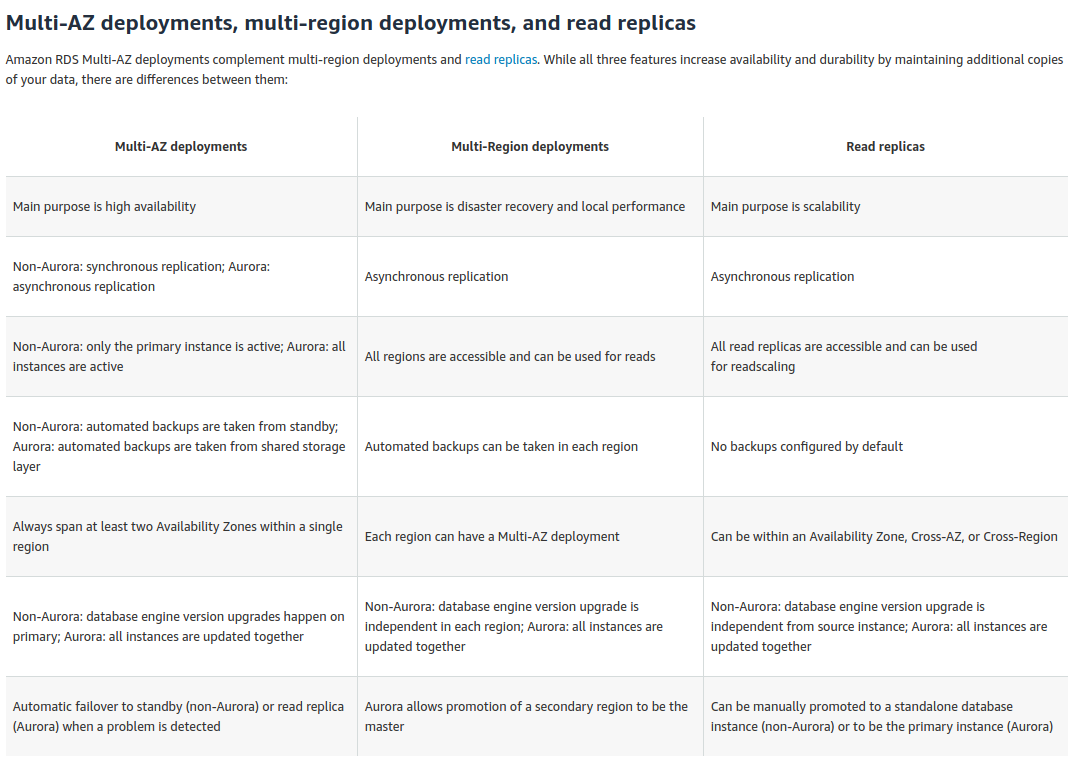 Multi-AZ deployments, multi-region deployments, and read replicas
Amazon RDS Multi-AZ deployments complement multi-region deployments and read replicas. While all three features increase availability and durability by maintaining additional copies
of your data, there are differences between them:
Multi-AZ deployments
Multi-Region deployments
Read replicas
Main purpose is high availability
Main purpose is disaster recovery and local performance
Main purpose is scalability
Non-Aurora: synchronous replication; Aurora:
asynchronous replication
Asynchronous replication
Asynchronous replication
Non-Aurora: only the primary instance is active; Aurora: all
instances are active
All regions are accessible and can be used for reads
All read replicas are accessible and can be used
for readscaling
Non-Aurora: automated backups are taken from standby;
Aurora: automated backups are taken from shared storage
layer
Automated backups can be taken in each region
No backups configured by default
Always span at least two Availability Zones within a single
region
Each region can have a Multi-AZ deployment
Can be within an Availability Zone, Cross-AZ, or Cross-Region
Non-Aurora: database engine version upgrades happen on
primary; Aurora: all instances are updated together
Non-Aurora: database engine version upgrade is
independent in each region; Aurora: all instances are
updated together
Non-Aurora: database engine version upgrade is
independent from source instance; Aurora: all instances are
updated together
Automatic failover to standby (non-Aurora) or read replica
(Aurora) when a problem is detected
Aurora allows promotion of a secondary region to be the
master
Can be manually promoted to a standalone database
instance (non-Aurora) or to be the primary instance (Aurora)